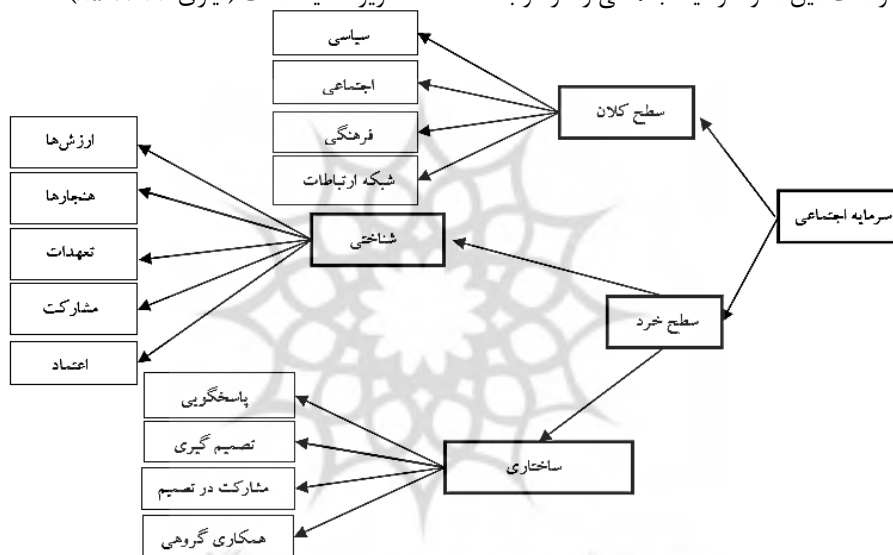 سیاسی
اجتماعی
سطح کلان
فرهنگی
شبکه ارتباطات
ارزش‌ها
هنجارها
سرمایه اجتماعی
شناختی
تعهدات
مشارکت
سطح خرد
اعتماد
پاسخگویی
تصمیم گیری
ساختاری
مشارکت در تصمیم
همکاری گروهی